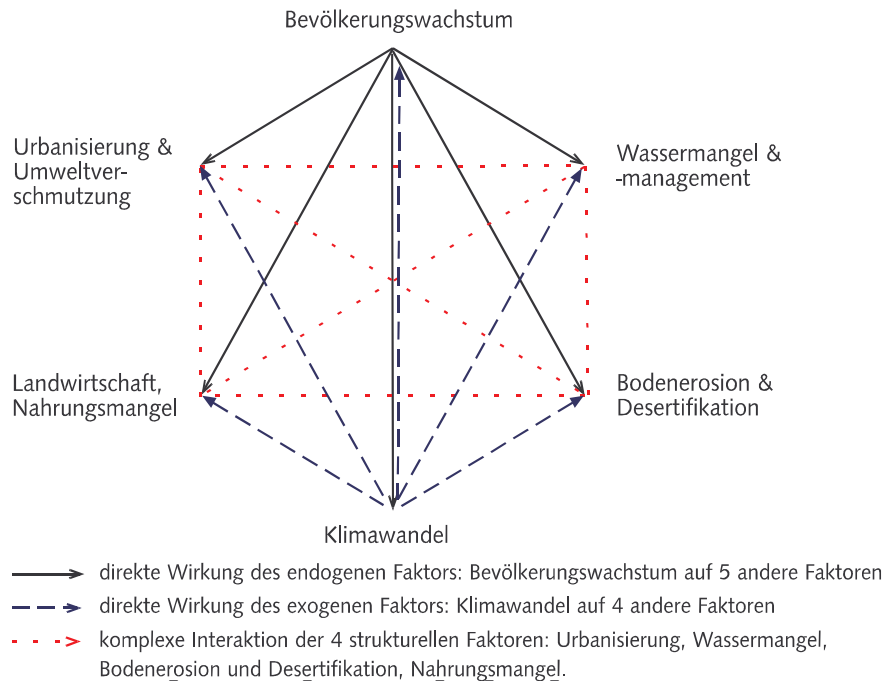 Bevölkerungswachstum
Urbanisierung &
Umweltver-
schmutzung
Wassermangel &
-management
Landwirtschaft,
Nahrungsmangel
Bodenerosion &
Desertifikation
Klimawandel
direkte Wirkung des endogenen Faktors: Bevölkerungswachstum auf 5 andere Faktoren
direkte Wirkung des exogenen Faktors: Klimawandel auf 4 andere Faktoren
komplexe Interaktion der 4 strukturellen Faktoren: Urbanisierung, Wassermangel,
Bodenerosion und Desertifikation, Nahrungsmangel.